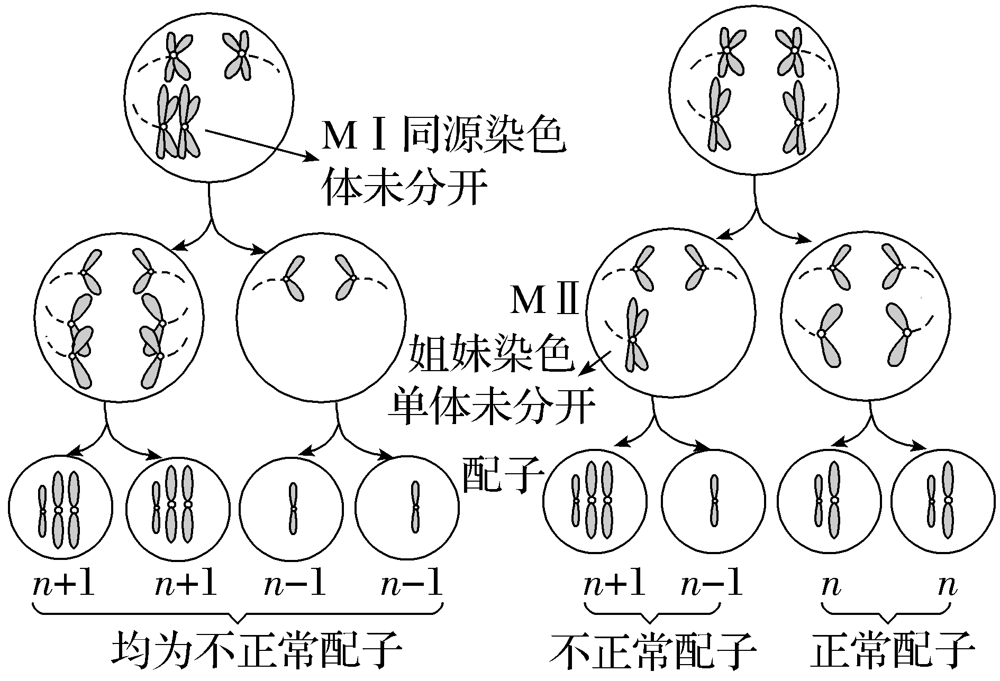 MⅠ同源染色
体未分开
MⅡ
姐妹染色
单体未分开
配子
n+1 n+1 n−1 n−1 n+1 n−1 n n
均为不正常配子 不正常配子 正常配子